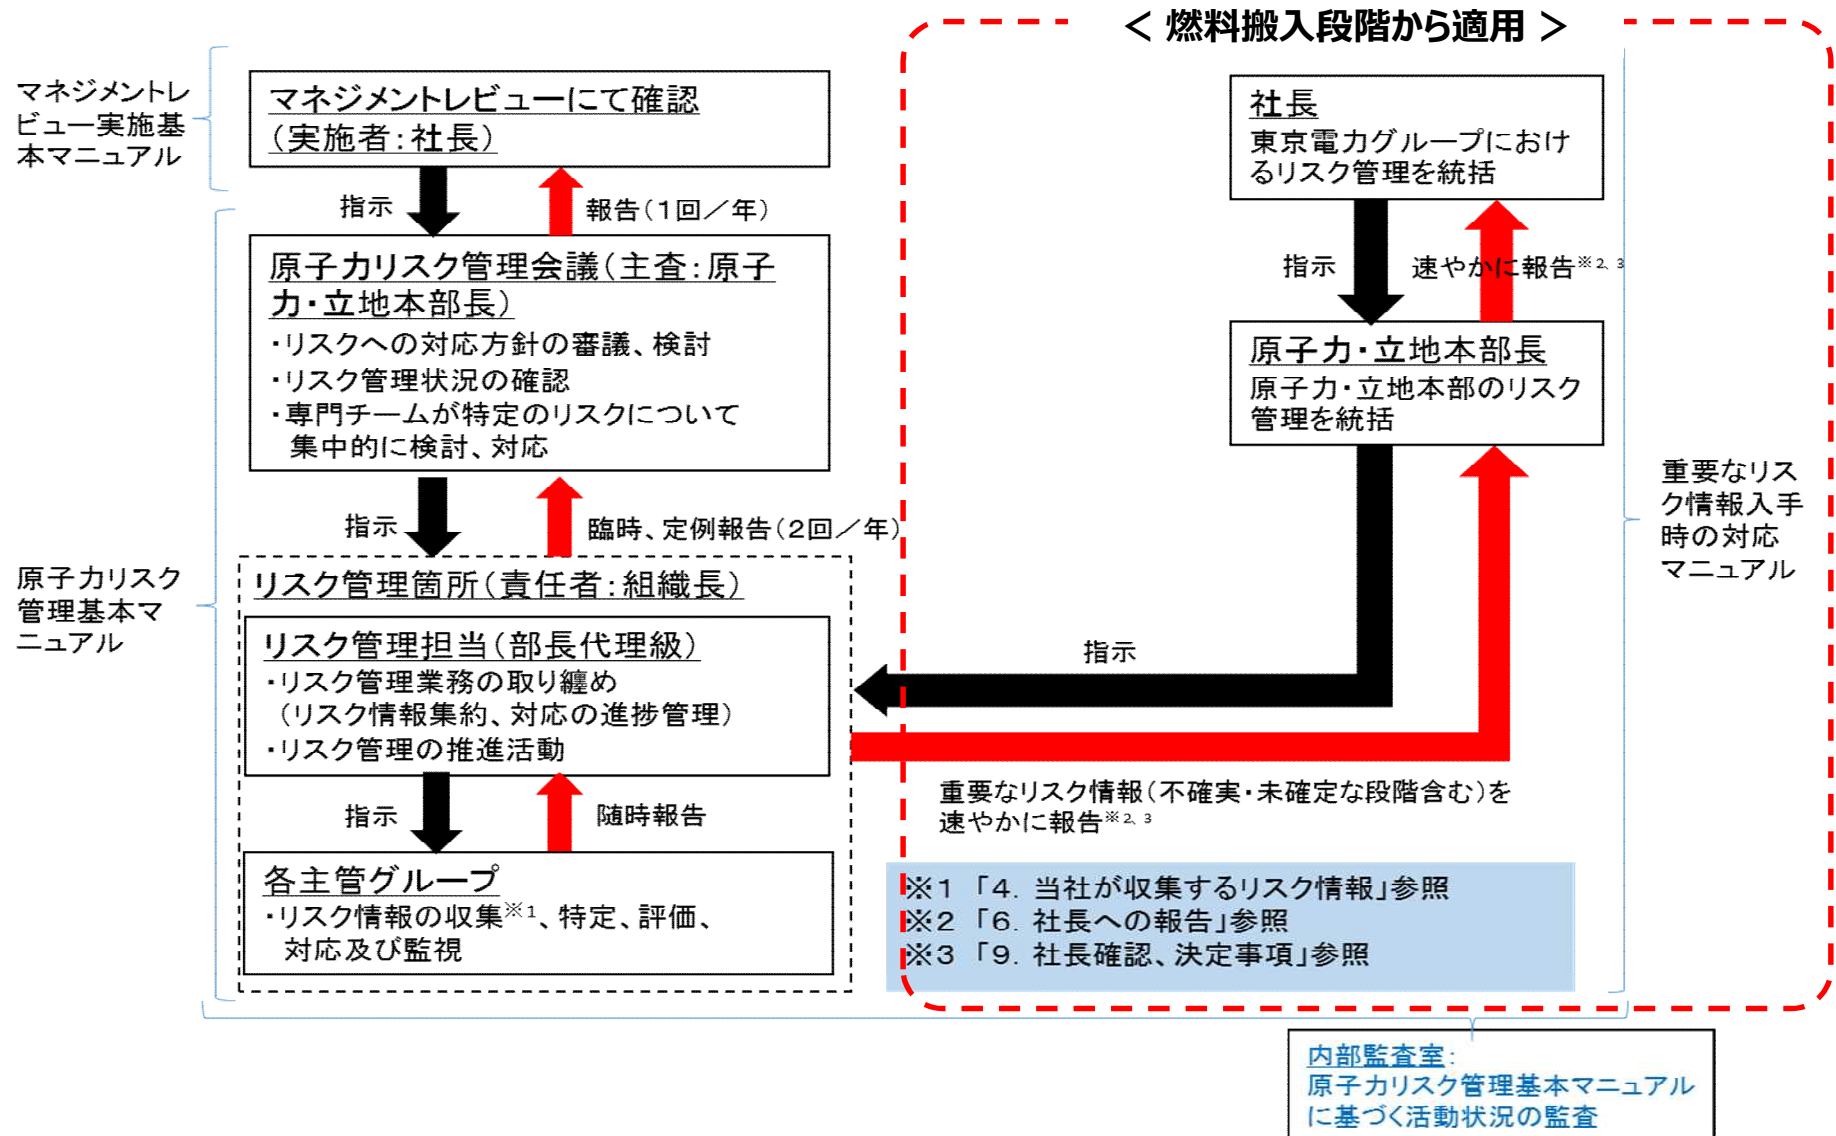 ＜ 燃料搬入段階から適用 ＞
マネジメントレ
ビュー実施基
本マニュアル
マネジメントレビューにて確認
（実施者：社長）
指示
報告（１回／年）
原子力リスク
管理基本マ
ニュアル
原子力リスク管理会議（主査：原子
力・立地本部長）
・リスクへの対応方針の審議、検討
・リスク管理状況の確認
・専門チームが特定のリスクについて
集中的に検討、対応
指示
臨時、定例報告（２回／年）
リスク管理箇所（責任者：組織長）
リスク管理担当（部長代理級）
・リスク管理業務の取り纏め
（リスク情報集約、対応の進捗管理）
・リスク管理の推進活動
指示
随時報告
各主管グループ
・リスク情報の収集※１、特定、評価、
対応及び監視
社長
東京電力グループにおけ
るリスク管理を統括
指示
速やかに報告※２、３
原子力・立地本部長
原子力・立地本部のリスク
管理を統括
指示
重要なリスク情報（不確実・未確定な段階含む）を
速やかに報告※２、３
重要なリス
ク情報入手
時の対応
マニュアル
※１ 「４．当社が収集するリスク情報」参照
※２ 「６．社長への報告」参照
※３ 「９．社長確認、決定事項」参照
内部監査室：
原子力リスク管理基本マニュアル
に基づく活動状況の監査